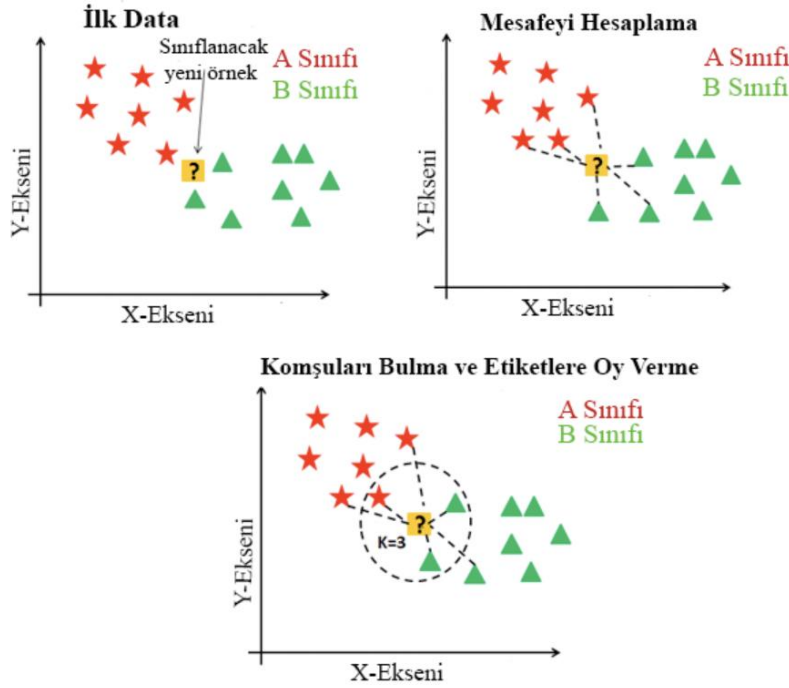 İlk Data
Sınıflanacak
yeni örnek
A Sınıfı
B Sınıfı
?
Y-Ekseni
X-Ekseni
Mesafeyi Hesaplama
A Sınıfı
B Sınıfı
?
Y-Ekseni
X-Ekseni
Komşuları Bulma ve Etiketlere Oy Verme
A Sınıfı
B Sınıfı
?
K=3
Y-Ekseni
X-Ekseni